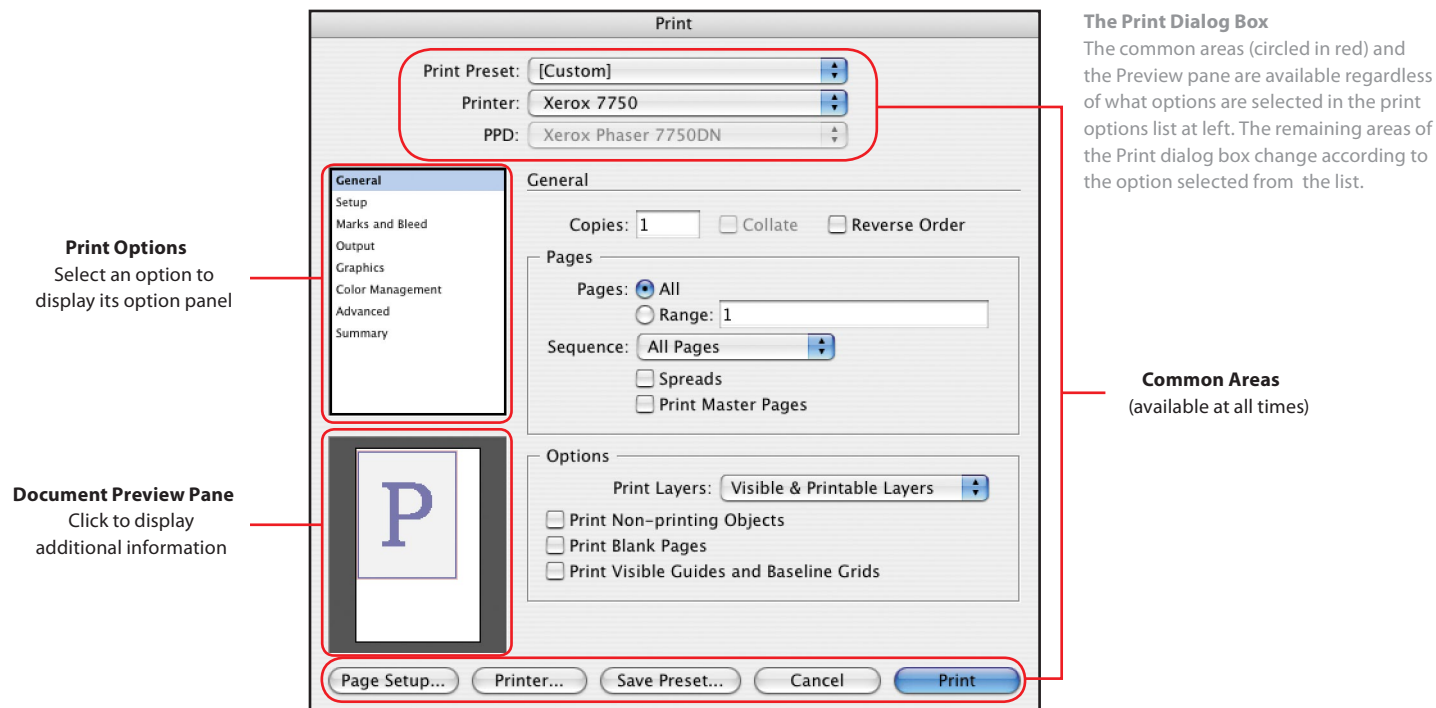 Print
Print Preset: [Custom]
Printer: Xerox 7750
PPD: Xerox Phaser 7750DN
General
Setup
Marks and Bleed
Output
Graphics
Color Management
Advanced
Summary
General
Copies: 1 Collate Reverse Order
Pages
Pages: All
Range: 1
Sequence: All Pages
Spreads
Print Master Pages
P
Options
Print Layers: Visible & Printable Layers
Print Non-printing Objects
Print Blank Pages
Print Visible Guides and Baseline Grids
Page Setup... Printer... Save Preset... Cancel Print
Print Options
Select an option to
display its option panel
Document Preview Pane
Click to display
additional information
The Print Dialog Box
The common areas (circled in red) and
the Preview pane are available regardless
of what options are selected in the print
options list at left. The remaining areas of
the Print dialog box change according to
the option selected from the list.
Common Areas
(available at all times)